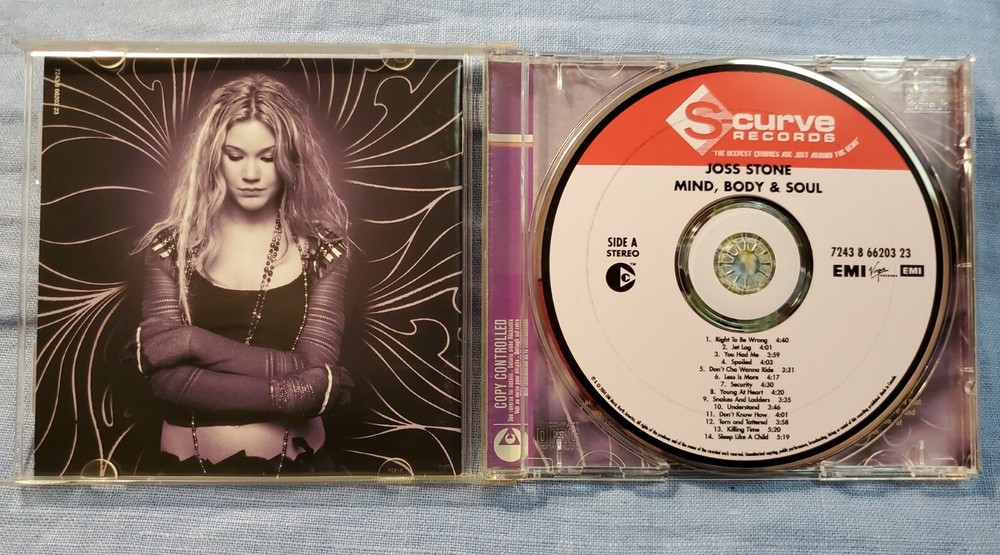 COPY CONTROLLED
S-curve
RECORDS
"THE DEEPEST GROOVES ARE JUST AROUND THE BEND"
JOSS STONE
MIND, BODY & SOUL
SIDE A
STEREO
7243 8 66203 23
EMI Virgin EMI
1. Right To Be Wrong 4:40
2. Jet Lag 4:01
3. You Had Me 3:59
4. Spoiled 4:03
5. Don't Cha Wanna Ride 3:31
6. Less Is More 4:17
7. Security 4:30
8. Young At Heart 4:20
9. Snakes And Ladders 3:35
10. Understand 3:46
11. Don't Know How 4:01
12. Torn and Tattered 3:58
13. Killing Time 5:20
14. Sleep Like A Child 5:19